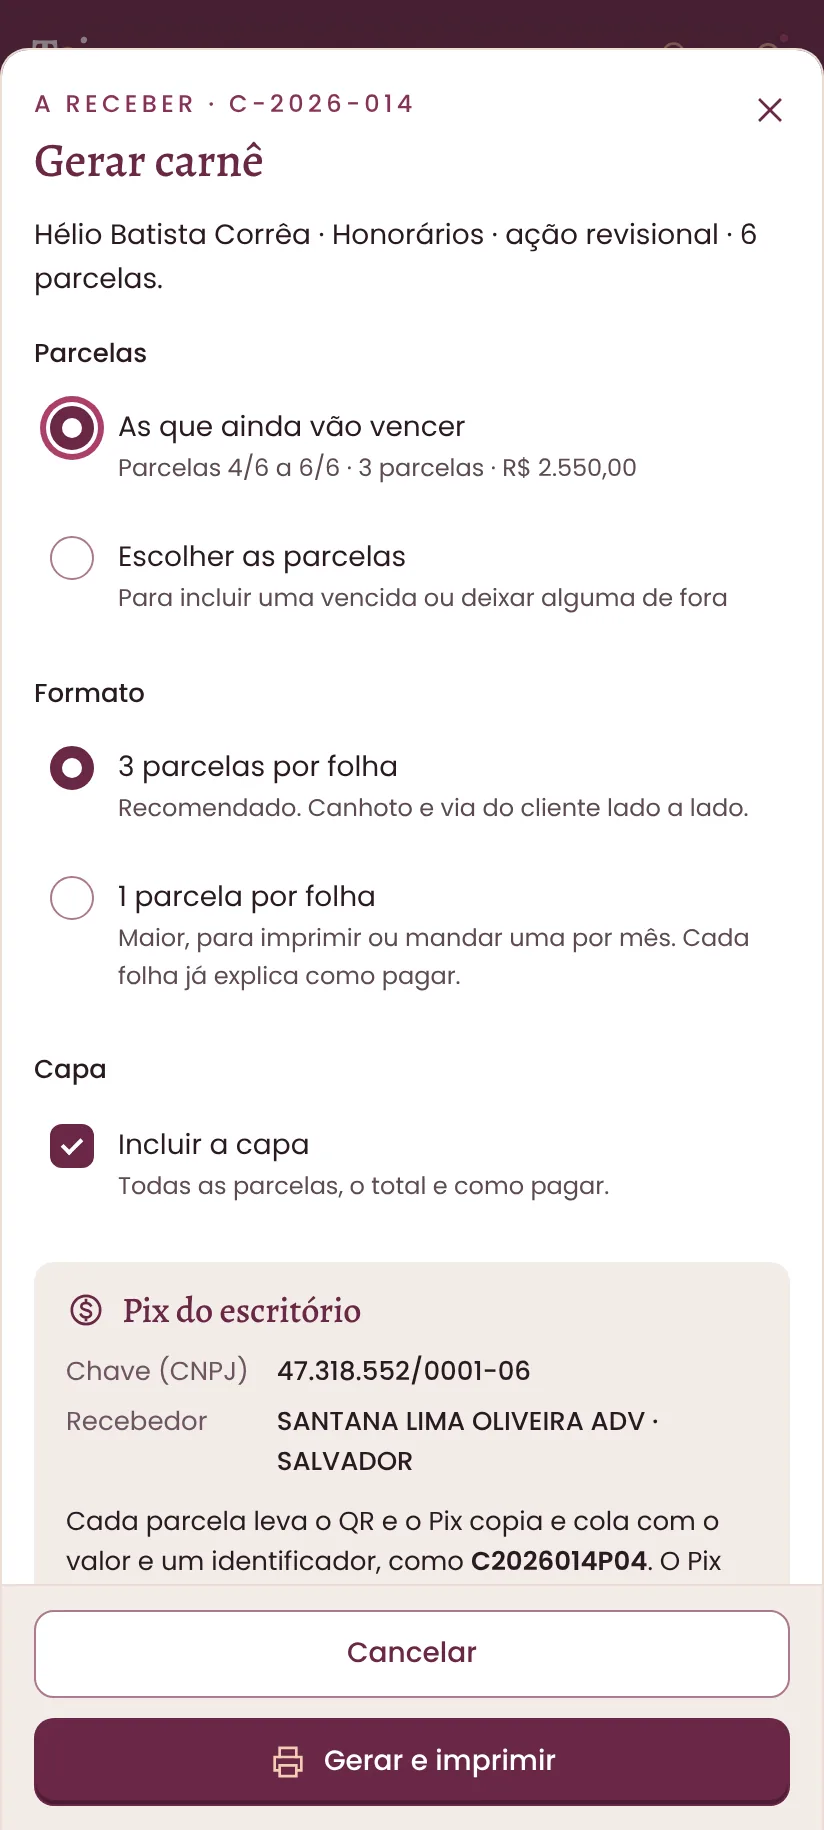 A RECEBER · C-2026-014
Gerar carnê
Hélio Batista Corrêa · Honorários · ação revisional · 6
parcelas.
Parcelas
As que ainda vão vencer
Parcelas 4/6 a 6/6 · 3 parcelas · R$ 2.550,00
Escolher as parcelas
Para incluir uma vencida ou deixar alguma de fora
Formato
3 parcelas por folha
Recomendado. Canhoto e via do cliente lado a lado.
1 parcela por folha
Maior, para imprimir ou mandar uma por mês. Cada
folha já explica como pagar.
Capa
Incluir a capa
Todas as parcelas, o total e como pagar.
Pix do escritório
Chave (CNPJ) 47.318.552/0001-06
Recebedor SANTANA LIMA OLIVEIRA ADV ·
SALVADOR
Cada parcela leva o QR e o Pix copia e cola com o
valor e um identificador, como C2026014P04. O Pix
Cancelar
Gerar e imprimir